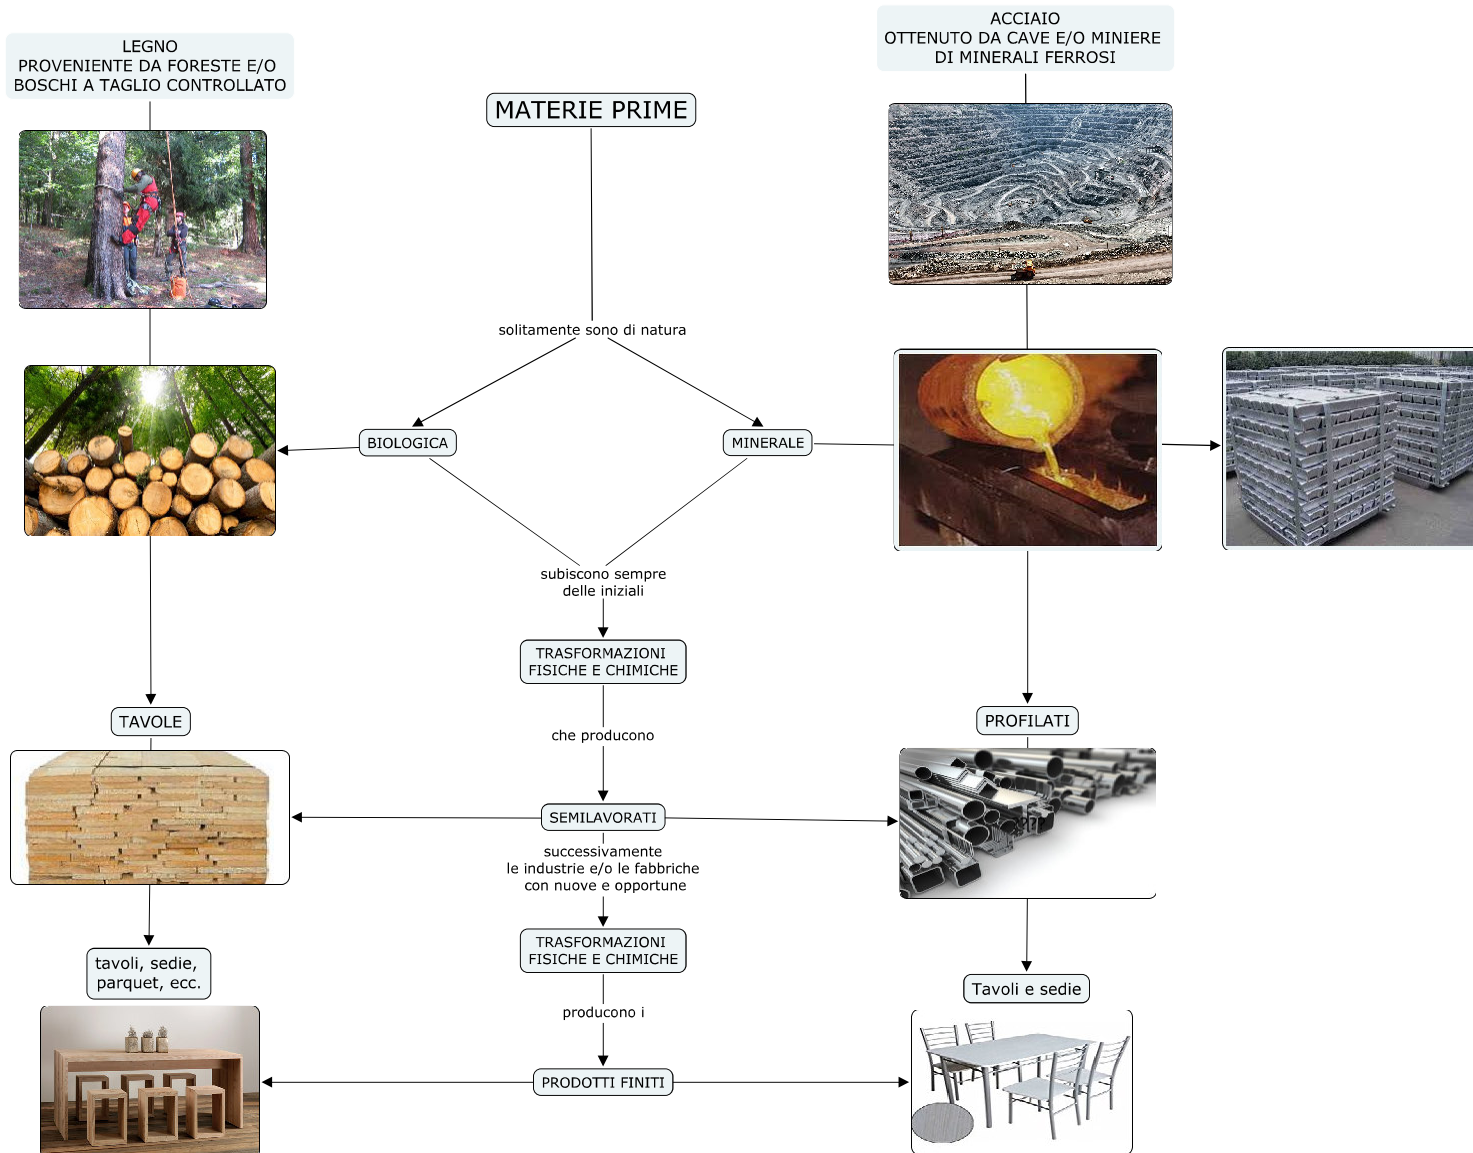 LEGNO
PROVENIENTE DA FORESTE E/O
BOSCHI A TAGLIO CONTROLLATO
ACCIAIO
OTTENUTO DA CAVE E/O MINIERE
DI MINERALI FERROSI
MATERIE PRIME
solitamente sono di natura
BIOLOGICA
MINERALE
subiscono sempre
delle iniziali
TRASFORMAZIONI
FISICHE E CHIMICHE
TAVOLE
PROFILATI
che producono
SEMILAVORATI
????
successivamente
le industrie e/o le fabbriche
con nuove e opportune
TRASFORMAZIONI
FISICHE E CHIMICHE
tavoli, sedie,
parquet, ecc.
Tavoli e sedie
producono i
PRODOTTI FINITI